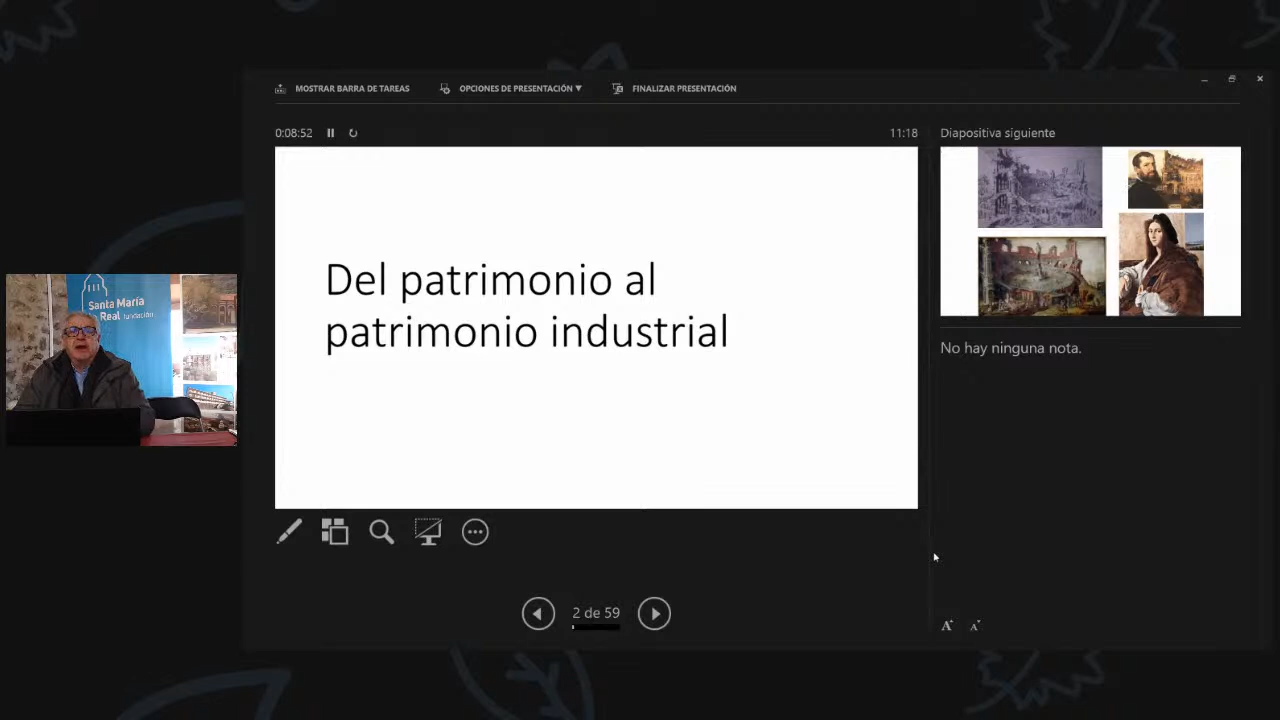 MOSTRAR BARRA DE TAREAS
OPCIONES DE PRESENTACIÓN ▼
FINALIZAR PRESENTACIÓN
0:08:52
11:18
Diapositiva siguiente
Del patrimonio al
patrimonio industrial
No hay ninguna nota.
Santa María
Real fundación
2 de 59
A A